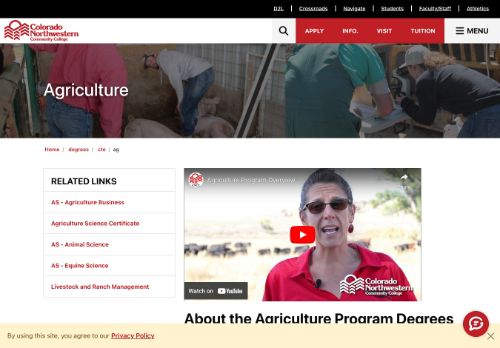 D2L | Crossroads | Navigate | Students | Faculty/Staff | Athletics
Colorado
Northwestern
Community College
APPLY INFO. VISIT TUITION MENU
Agriculture
Home / degrees / cte / ag
RELATED LINKS
AS - Agriculture Business
Agriculture Science Certificate
AS - Animal Science
AS - Equine Science
Livestock and Ranch Management
Agriculture Program Overview
Watch on YouTube
Colorado
Northwestern
Community College
About the Agriculture Program Degrees
By using this site, you agree to our Privacy Policy